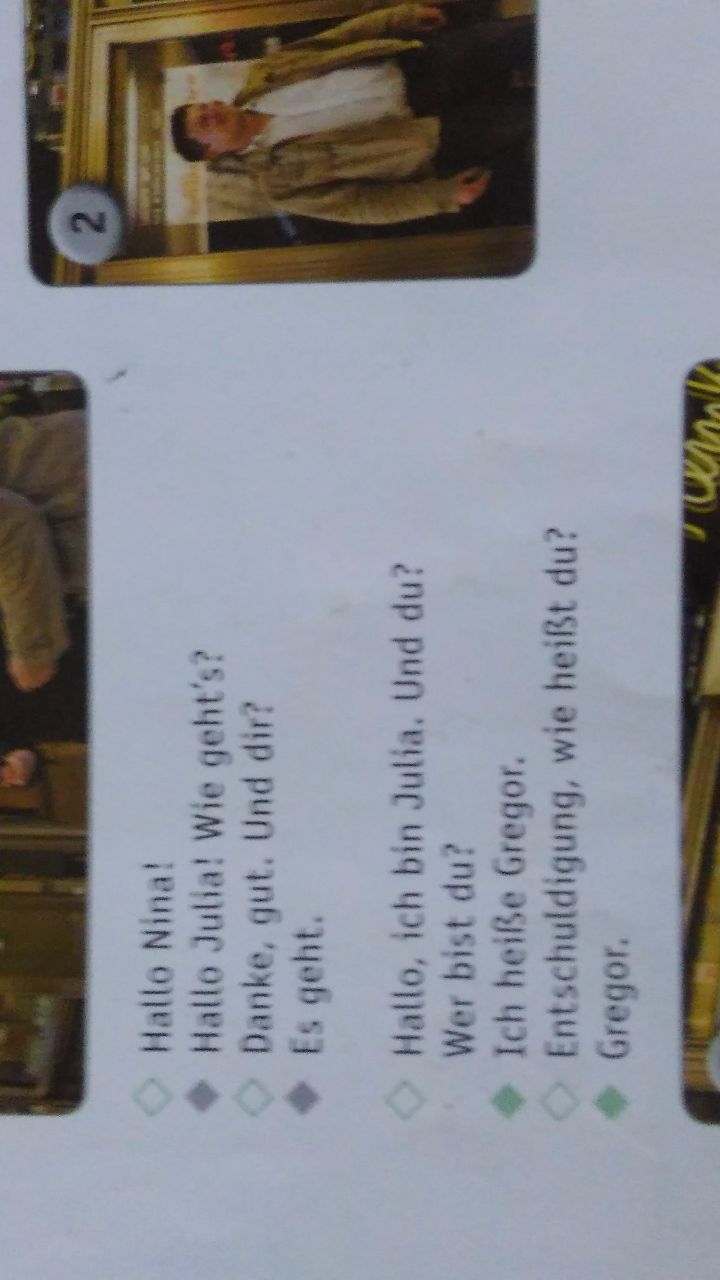 2
Hallo Nina!
Hallo Julia! Wie geht's?
Danke, gut. Und dir?
Es geht.
Hallo, ich bin Julia. Und du?
Wer bist du?
Ich heiße Gregor.
Entschuldigung, wie heißt du?
Gregor.